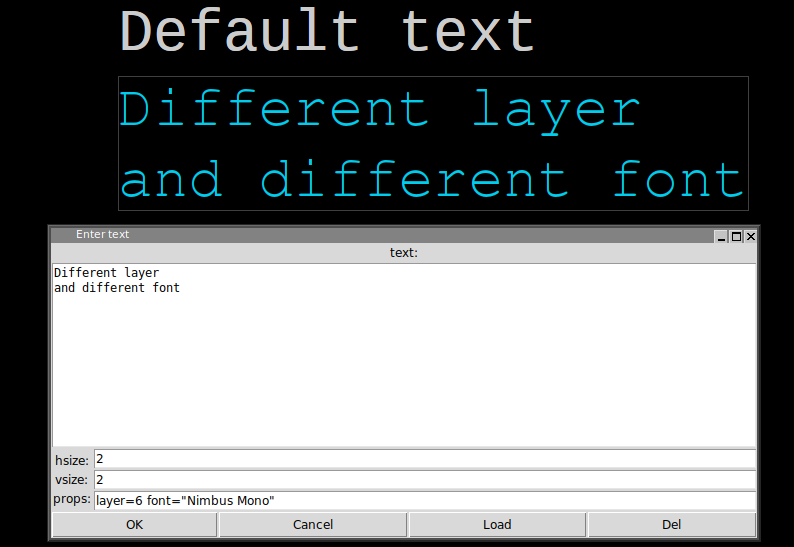 Default text
Different layer
and different font
Enter text
text:
Different layer
and different font
hsize: 2
vsize: 2
props: layer=6 font="Nimbus Mono"
OK Cancel Load Del